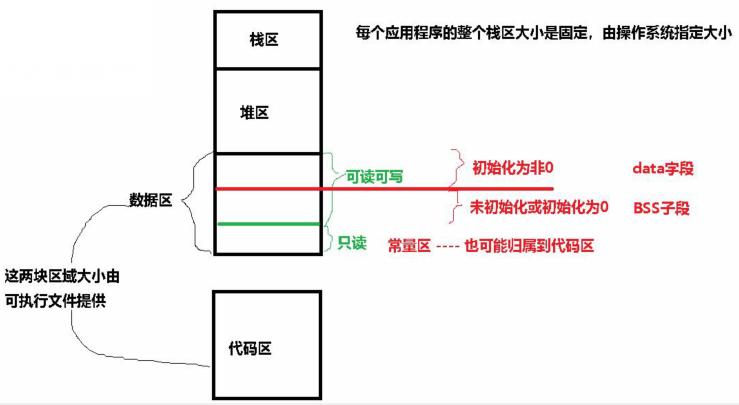 栈区
每个应用程序的整个栈区大小是固定，由操作系统指定大小
堆区
可读可写
初始化为非0
data字段
数据区
未初始化或初始化为0
BSS子段
只读
常量区 ---- 也可能归属到代码区
这两块区域大小由
可执行文件提供
代码区